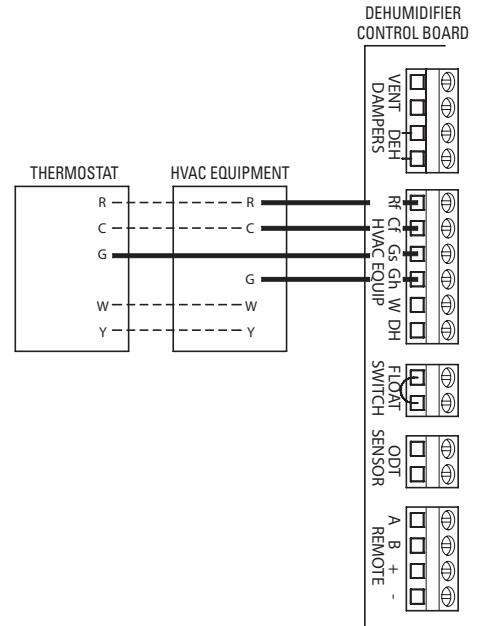 DEHUMIDIFIER
CONTROL BOARD
VENT
DEH
DAMPERS
THERMOSTAT
HVAC EQUIPMENT
R
C
G
W
Y
R
C
G
W
Y
Rf Cf Gs Gh W DH
HVAC EQUIP
FLOAT
SWITCH
ODT
SENSOR
A B + -
REMOTE